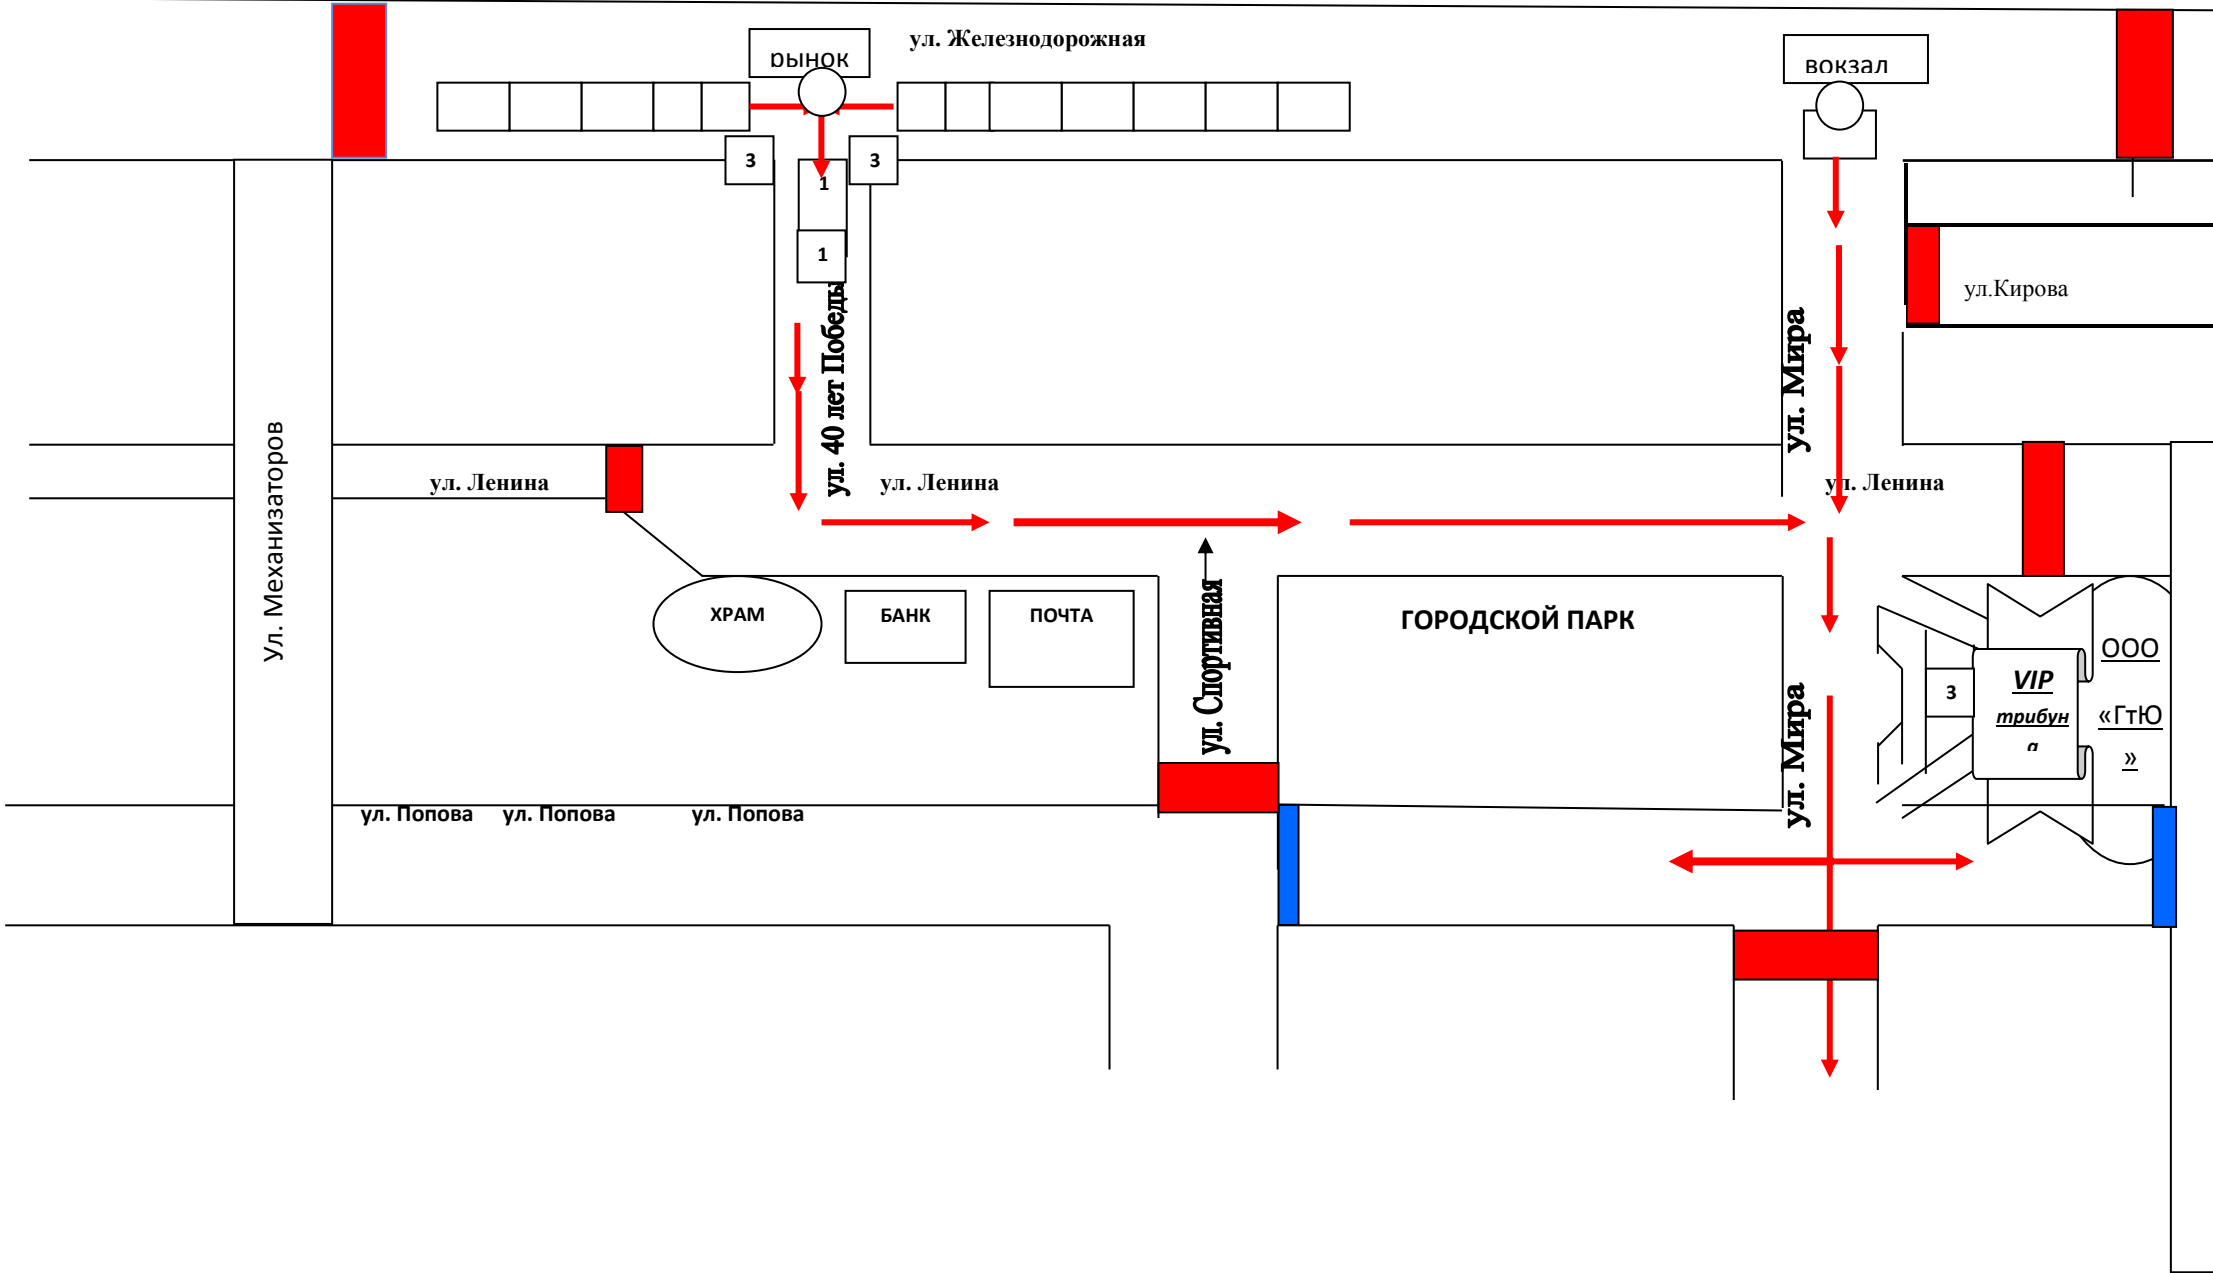 ул. Железнодорожная
рынок
вокзал
3
3
1
1
ул. 40 лет Победы
ул. Мира
ул.Кирова
Ул. Механизаторов
ул. Ленина
ул. Ленина
ул. Ленина
ХРАМ
БАНК
ПОЧТА
ул. Спортивная
ГОРОДСКОЙ ПАРК
ул. Мира
3
VIP
трибун
а
ООО
«ГтЮ
»
ул. Попова
ул. Попова
ул. Попова